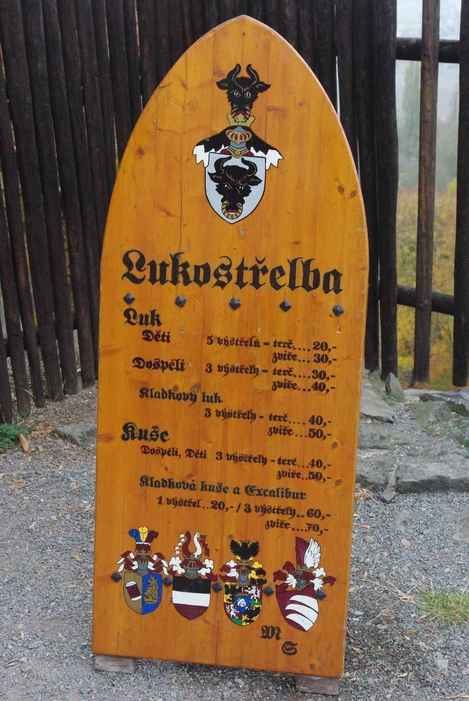 Lukostřelba
Luk
Děti 5 výstřelů - terč....20,-
zvíře...30,-
Dospělí 3 výstřely - terč....30,-
zvíře...40,-
Kladkový luk
3 výstřely - terč....40,-
zvíře...50,-
Kuše
Dospělí, Děti 3 výstřely - terč....40,-
zvíře...50,-
Kladková kuše a Excalibur
1 výstřel..20,- / 3 výstřely..60,-
zvíře...70,-
M
S